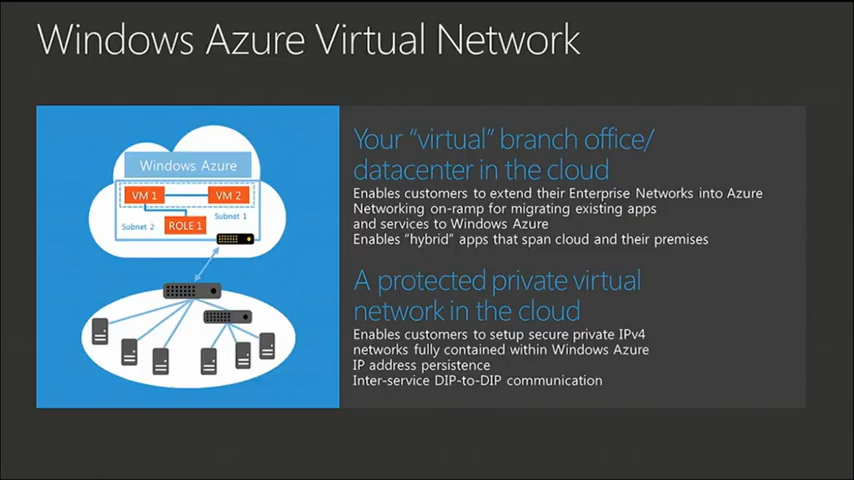 Windows Azure Virtual Network
Windows Azure
VM 1
VM 2
Subnet 1
Subnet 2
ROLE 1
Your “virtual” branch office/
datacenter in the cloud
Enables customers to extend their Enterprise Networks into Azure
Networking on-ramp for migrating existing apps
and services to Windows Azure
Enables “hybrid” apps that span cloud and their premises
A protected private virtual
network in the cloud
Enables customers to setup secure private IPv4
networks fully contained within Windows Azure
IP address persistence
Inter-service DIP-to-DIP communication